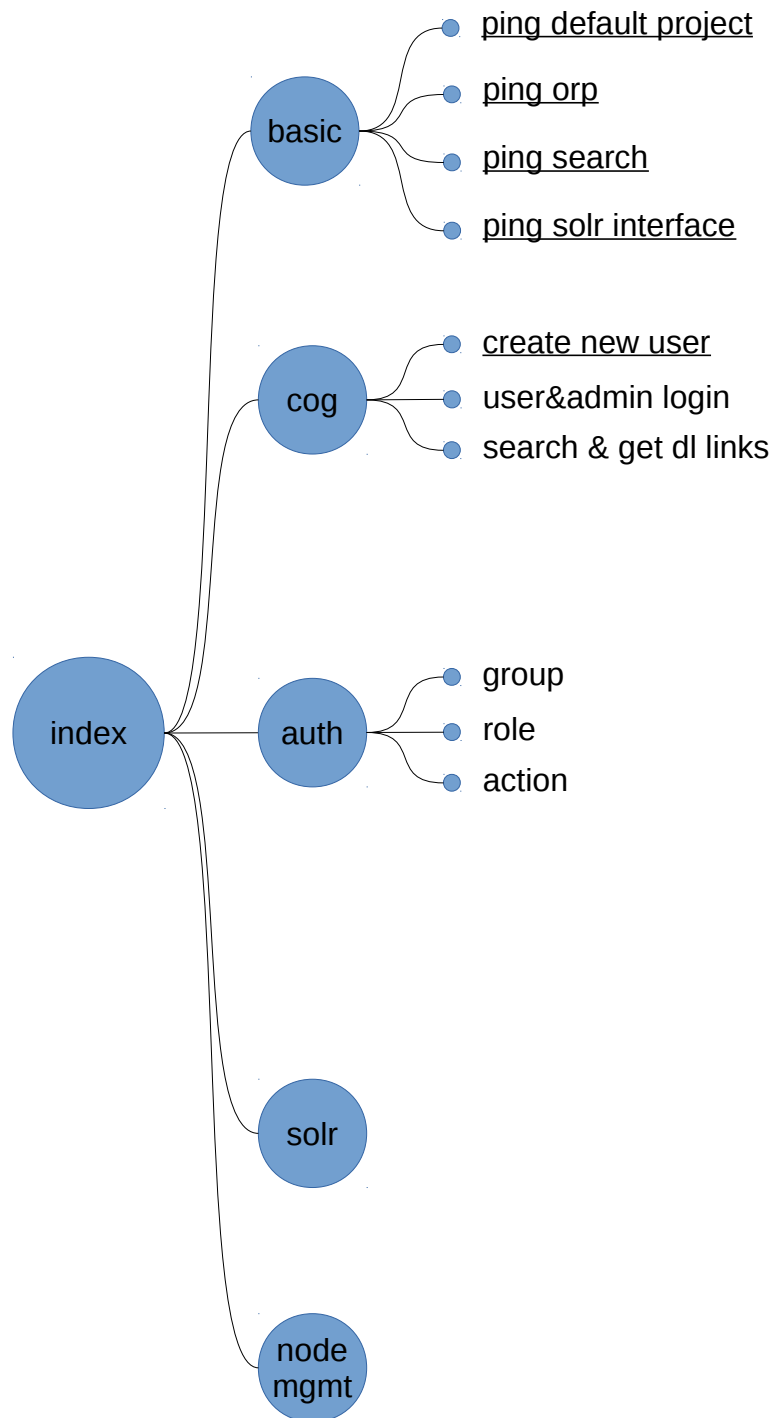 ping default project
ping orp
basic
ping search
ping solr interface
create new user
cog
user&admin login
search & get dl links
group
index
auth
role
action
solr
node
mgmt